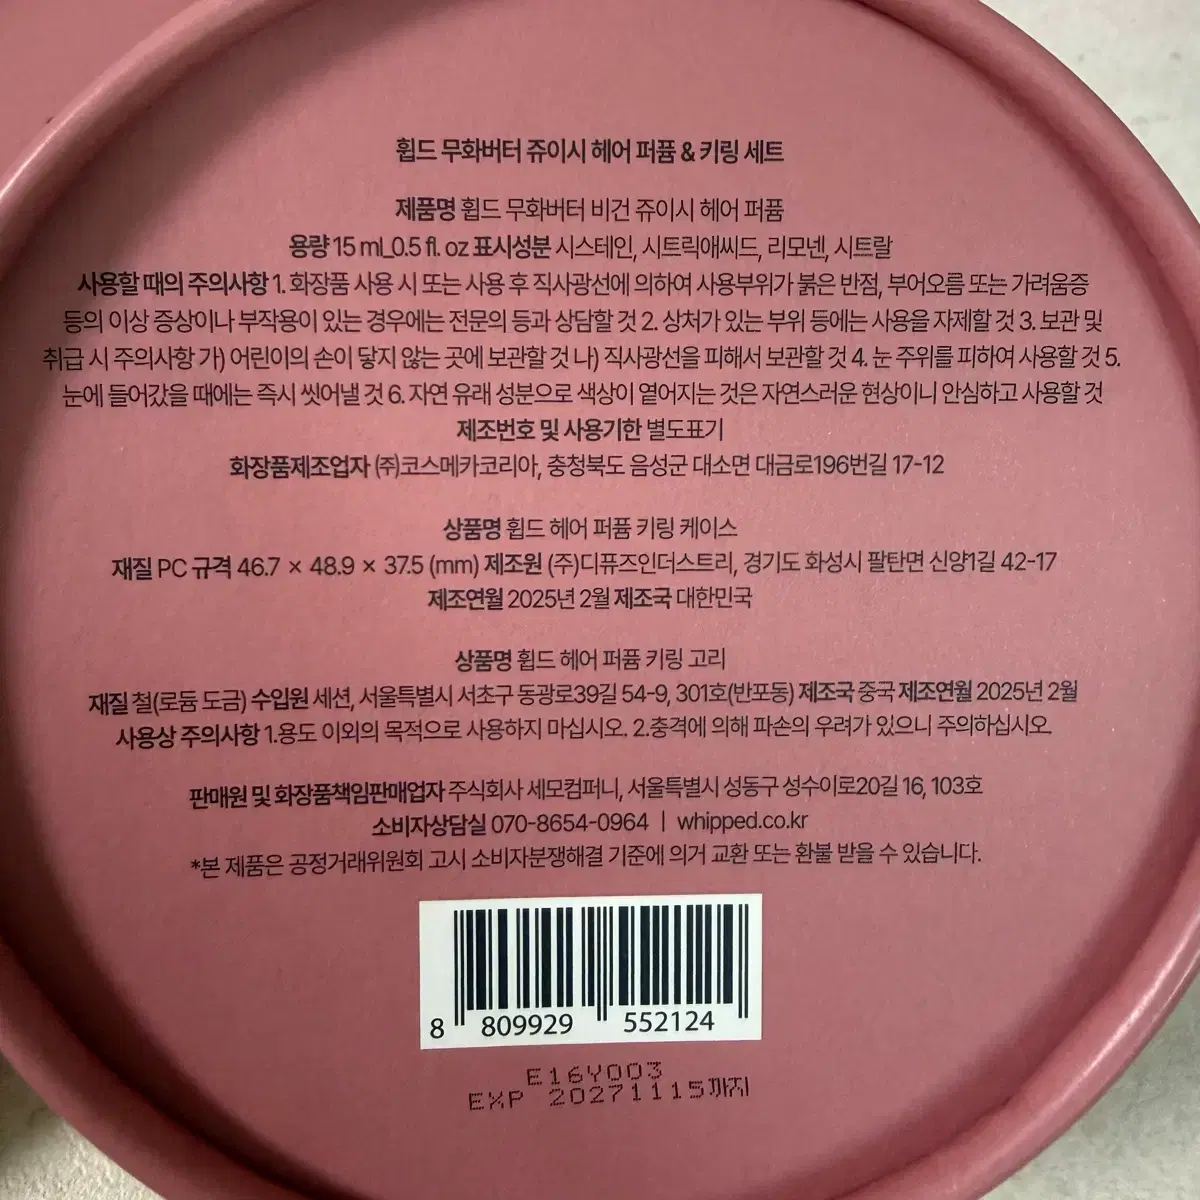 휩드 무화버터 쥬이시 헤어 퍼퓸 & 키링 세트
제품명 휩드 무화버터 비건 쥬이시 헤어 퍼퓸
용량 15 ml_0.5 fl. oz 표시성분 시스테인, 시트릭애씨드, 리모넨, 시트랄
사용할 때의 주의사항 1. 화장품 사용 시 또는 사용 후 직사광선에 의하여 사용부위가 붉은 반점, 부어오름 또는 가려움증
등의 이상 증상이나 부작용이 있는 경우에는 전문의 등과 상담할 것 2. 상처가 있는 부위 등에는 사용을 자제할 것 3. 보관 및
취급 시 주의사항 가) 어린이의 손이 닿지 않는 곳에 보관할 것 나) 직사광선을 피해서 보관할 것 4. 눈 주위를 피하여 사용할 것 5.
눈에 들어갔을 때에는 즉시 씻어낼 것 6. 자연 유래 성분으로 색상이 옅어지는 것은 자연스러운 현상이니 안심하고 사용할 것
제조번호 및 사용기한 별도표기
화장품제조업자 (주)코스메카코리아, 충청북도 음성군 대소면 대금로196번길 17-12
상품명 휩드 헤어 퍼퓸 키링 케이스
재질 PC 규격 46.7 × 48.9 × 37.5 (mm) 제조원 (주)디퓨즈인더스트리, 경기도 화성시 팔탄면 신양1길 42-17
제조연월 2025년 2월 제조국 대한민국
상품명 휩드 헤어 퍼퓸 키링 고리
재질 철(로듐 도금) 수입원 세션, 서울특별시 서초구 동광로39길 54-9, 301호(반포동) 제조국 중국 제조연월 2025년 2월
사용상 주의사항 1.용도 이외의 목적으로 사용하지 마십시오. 2.충격에 의해 파손의 우려가 있으니 주의하십시오.
판매원 및 화장품책임판매업자 주식회사 세모컴퍼니, 서울특별시 성동구 성수이로20길 16, 103호
소비자상담실 070-8654-0964 | whipped.co.kr
*본 제품은 공정거래위원회 고시 소비자분쟁해결 기준에 의거 교환 또는 환불 받을 수 있습니다.
8 809929 552124
E16Y003
EXP 20271115까지